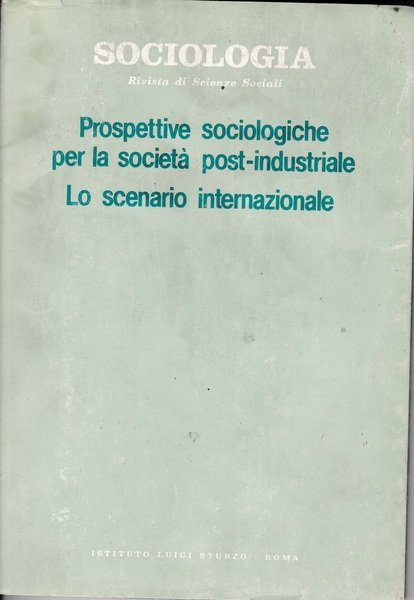 SOCIOLOGIA
Rivista di Scienze Sociali
Prospettive sociologiche
per la società post-industriale
Lo scenario internazionale
ISTITUTO LUIGI STURZO - ROMA